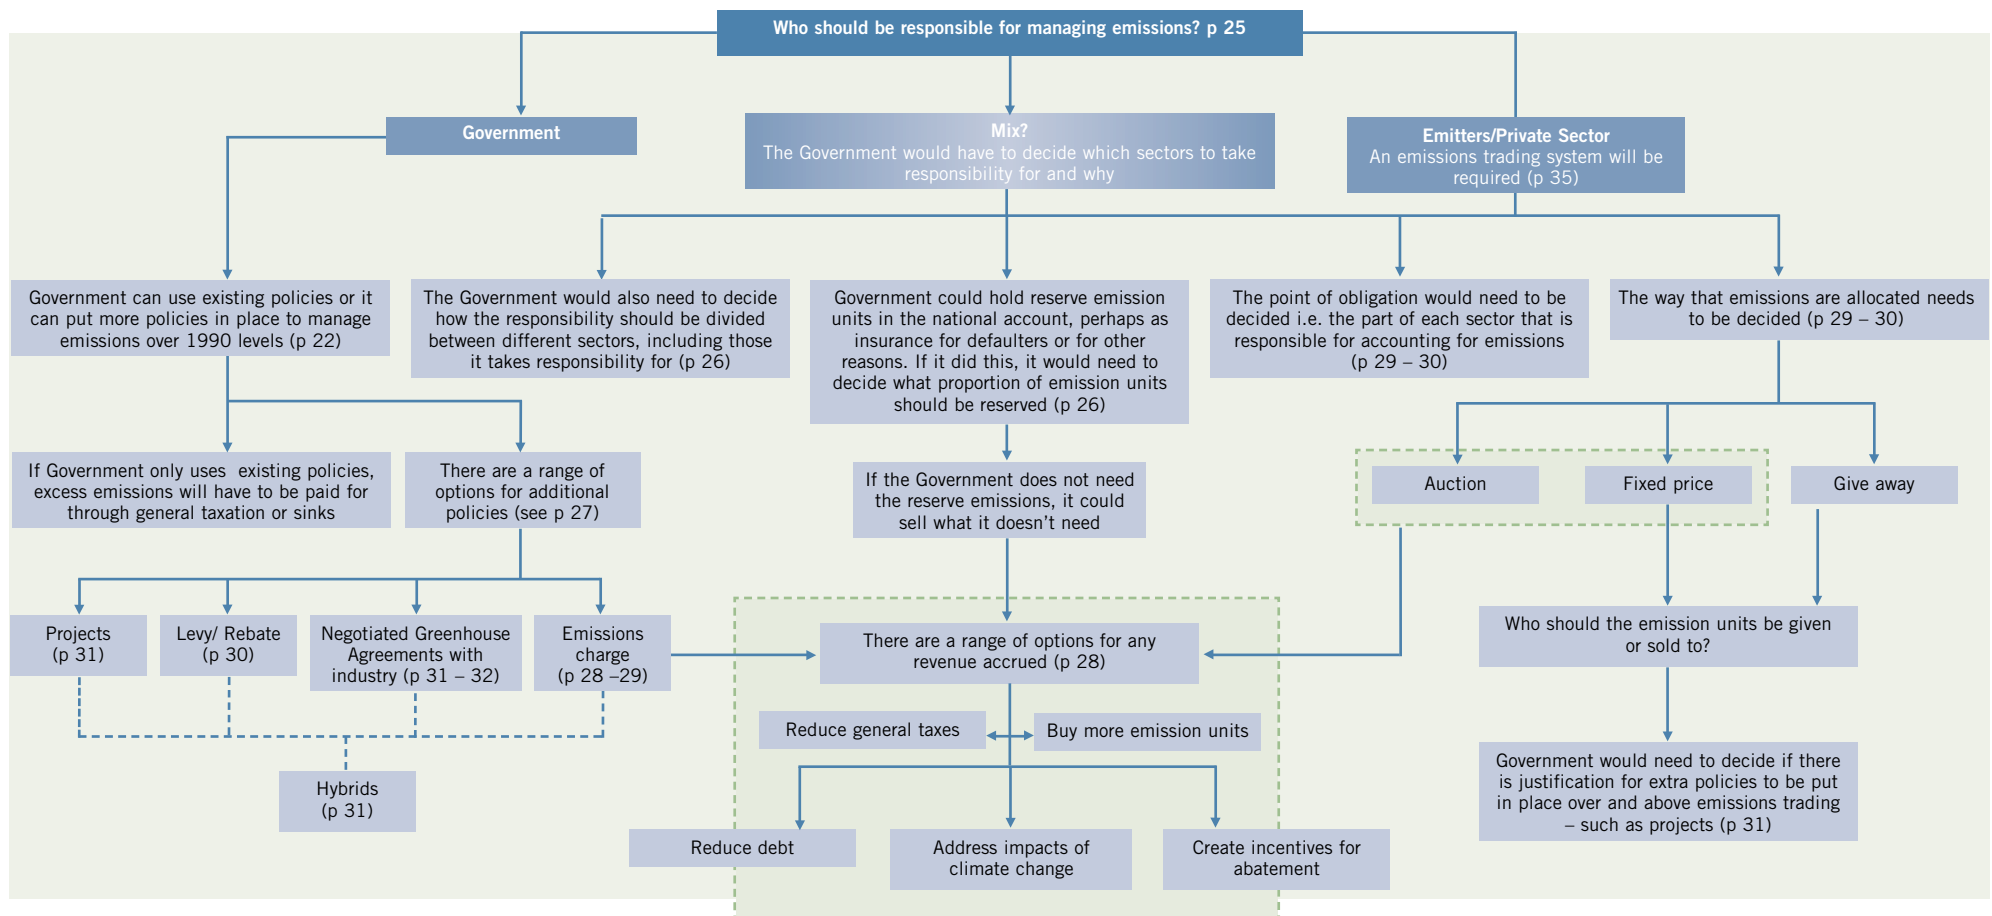 Who should be responsible for managing emissions? p 25
Government
Mix?
The Government would have to decide which sectors to take
responsibility for and why
Emitters/Private Sector
An emissions trading system will be
required (p 35)
Government can use existing policies or it
can put more policies in place to manage
emissions over 1990 levels (p 22)
The Government would also need to decide
how the responsibility should be divided
between different sectors, including those
it takes responsibility for (p 26)
Government could hold reserve emission
units in the national account, perhaps as
insurance for defaulters or for other
reasons. If it did this, it would need to
decide what proportion of emission units
should be reserved (p 26)
The point of obligation would need to be
decided i.e. the part of each sector that is
responsible for accounting for emissions
(p 29 – 30)
The way that emissions are allocated needs
to be decided (p 29 – 30)
If Government only uses existing policies,
excess emissions will have to be paid for
through general taxation or sinks
There are a range of
options for additional
policies (see p 27)
If the Government does not need
the reserve emissions, it could
sell what it doesn't need
Auction
Fixed price
Give away
Projects
(p 31)
Levy/ Rebate
(p 30)
Negotiated Greenhouse
Agreements with
industry (p 31 – 32)
Emissions
charge
(p 28 –29)
There are a range of options for any
revenue accrued (p 28)
Who should the emission units be given
or sold to?
Reduce general taxes
Buy more emission units
Hybrids
(p 31)
Government would need to decide if there
is justification for extra policies to be put
in place over and above emissions trading
– such as projects (p 31)
Reduce debt
Address impacts of
climate change
Create incentives for
abatement